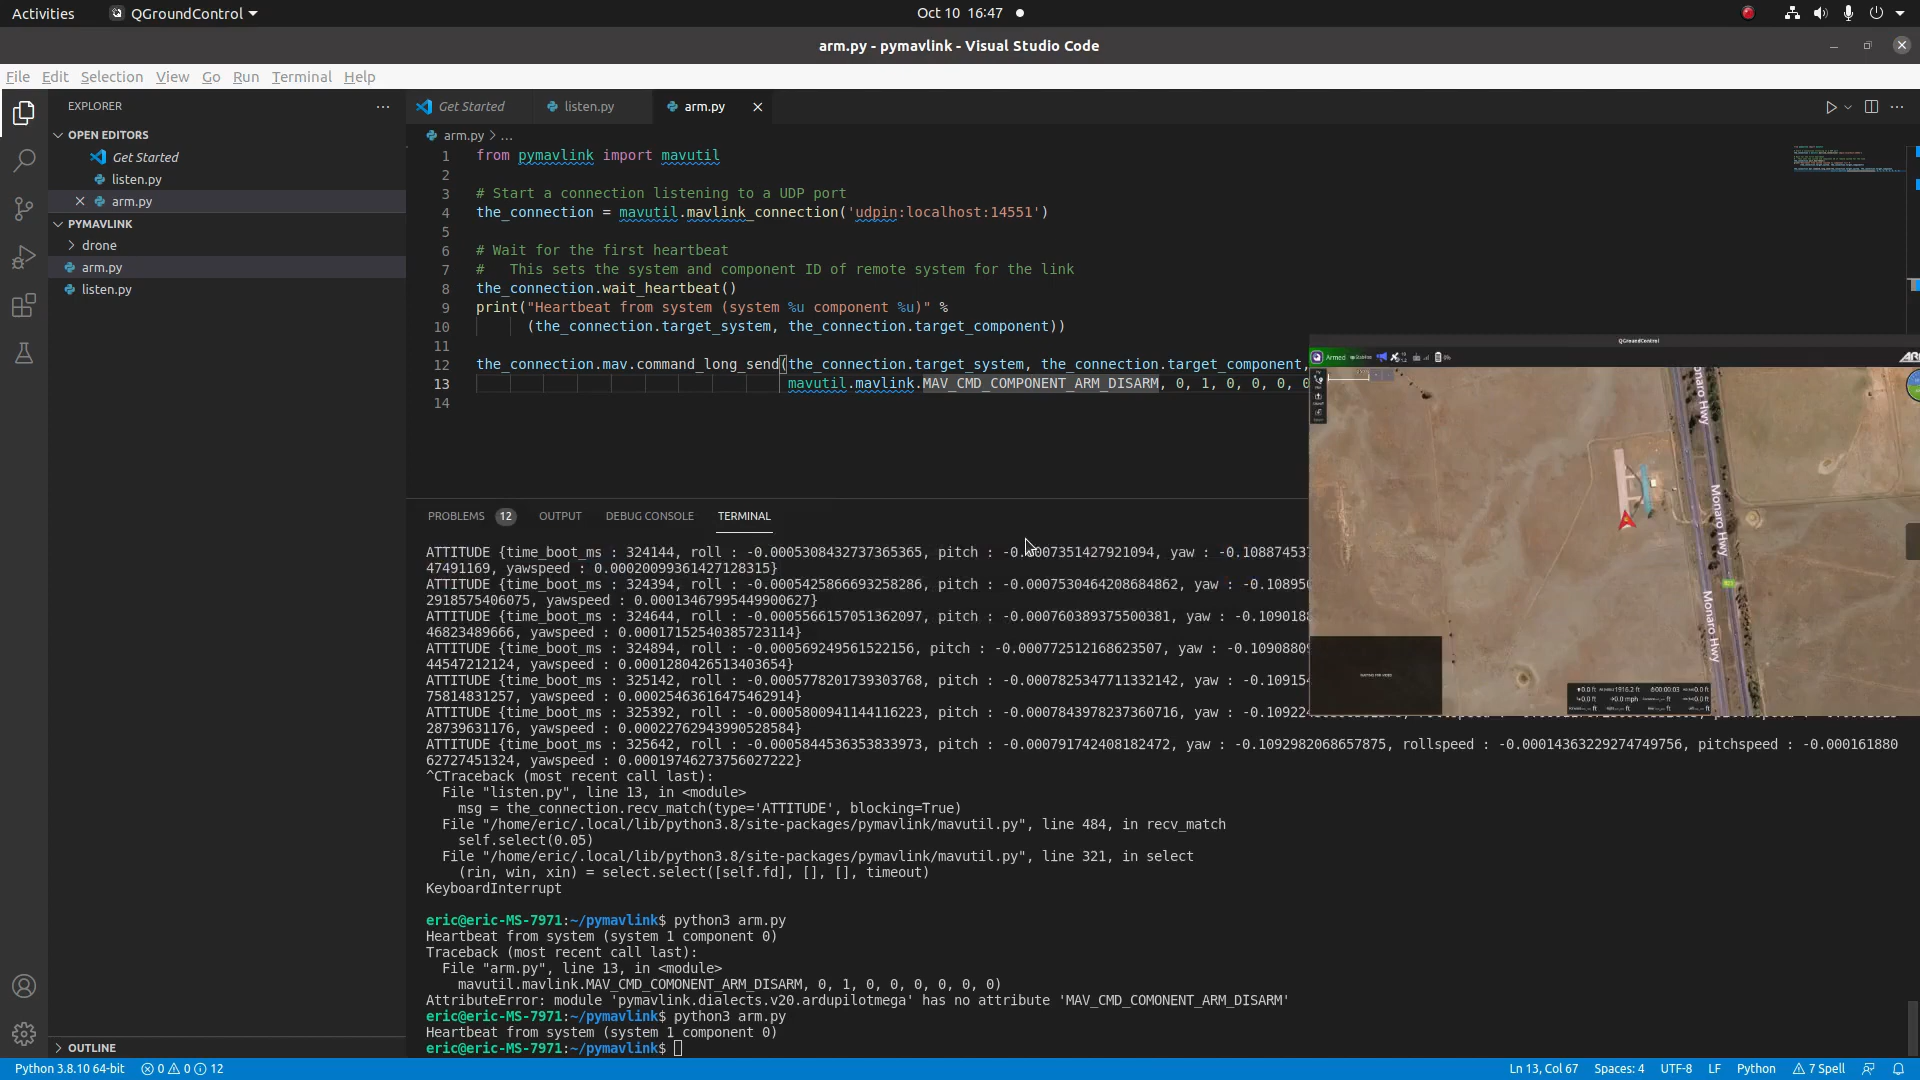 Activities QGroundControl Oct 10 16:47
arm.py - pymavlink - Visual Studio Code
File Edit Selection View Go Run Terminal Help
EXPLORER
OPEN EDITORS
Get Started
listen.py
arm.py
PYMAVLINK
drone
arm.py
listen.py
OUTLINE
Get Started listen.py arm.py
arm.py > ...
1 from pymavlink import mavutil
2
3 # Start a connection listening to a UDP port
4 the_connection = mavutil.mavlink_connection('udpin:localhost:14551')
5
6 # Wait for the first heartbeat
7 #   This sets the system and component ID of remote system for the link
8 the_connection.wait_heartbeat()
9 print("Heartbeat from system (system %u component %u)" %
10 (the_connection.target_system, the_connection.target_component))
11
12 the_connection.mav.command_long_send(the_connection.target_system, the_connection.target_component,
13 mavutil.mavlink.MAV_CMD_COMPONENT_ARM_DISARM, 0, 1, 0, 0, 0, 0
14
QGroundControl
Armed
Monaro Hwy
Monaro Hwy
Monaro Hwy
PROBLEMS 12 OUTPUT DEBUG CONSOLE TERMINAL
ATTITUDE {time_boot_ms : 324144, roll : -0.0005308432737365365, pitch : yaw :
47491169, yawspeed : 0.00020099361427128315}
ATTITUDE {time_boot_ms : 324394, roll : -0.0005425866693258286, pitch : -0.00075304642086848​62, yaw : -0.10895
2918575406075, yawspeed : 0.00013467995449900627}
ATTITUDE {time_boot_ms : 324644, roll : -0.0005566157051362097, pitch : -0.000760389375500381, yaw : -0.109018
46823489666, yawspeed : 0.00017152540385723114}
ATTITUDE {time_boot_ms : 324894, roll : -0.000569249561522156, pitch : -0.000772512168623507, yaw : -0.1090880
44547212124, yawspeed : 0.0001280426513403654}
ATTITUDE {time_boot_ms : 325142, roll : -0.0005778201739303768, pitch : -0.0007825347711332142, yaw : -0.10915
75814831257, yawspeed : 0.00025463616475462914}
ATTITUDE {time_boot_ms : 325392, roll : -0.0005800941144116223, pitch : -0.0007843978237360716, yaw :
28739631176, yawspeed : 0.00022762943990528584}
ATTITUDE {time_boot_ms : 325642, roll : -0.0005844536353833973, pitch : -0.000791742408182472, yaw : -0.1092982068657875, rollspeed : -0.00014363229274749756, pitchspeed : -0.000161880
62727451324, yawspeed : 0.00019746273756027222}
^CTraceback (most recent call last):
File "listen.py", line 13, in <module>
msg = the_connection.recv_match(type='ATTITUDE', blocking=True)
File "/home/eric/.local/lib/python3.8/site-packages/pymavlink/mavutil.py", line 484, in recv_match
self.select(0.05)
File "/home/eric/.local/lib/python3.8/site-packages/pymavlink/mavutil.py", line 321, in select
(rin, win, xin) = select.select([self.fd], [], [], timeout)
KeyboardInterrupt
eric@eric-MS-7971:~/pymavlink$ python3 arm.py
Heartbeat from system (system 1 component 0)
Traceback (most recent call last):
File "arm.py", line 13, in <module>
mavutil.mavlink.MAV_CMD_COMONENT_ARM_DISARM, 0, 1, 0, 0, 0, 0, 0, 0)
AttributeError: module 'pymavlink.dialects.v20.ardupilotmega' has no attribute 'MAV_CMD_COMONENT_ARM_DISARM'
eric@eric-MS-7971:~/pymavlink$ python3 arm.py
Heartbeat from system (system 1 component 0)
eric@eric-MS-7971:~/pymavlink$
Python 3.8.10 64-bit 0 0 12 Ln 13, Col 67 Spaces: 4 UTF-8 LF Python 7 Spell